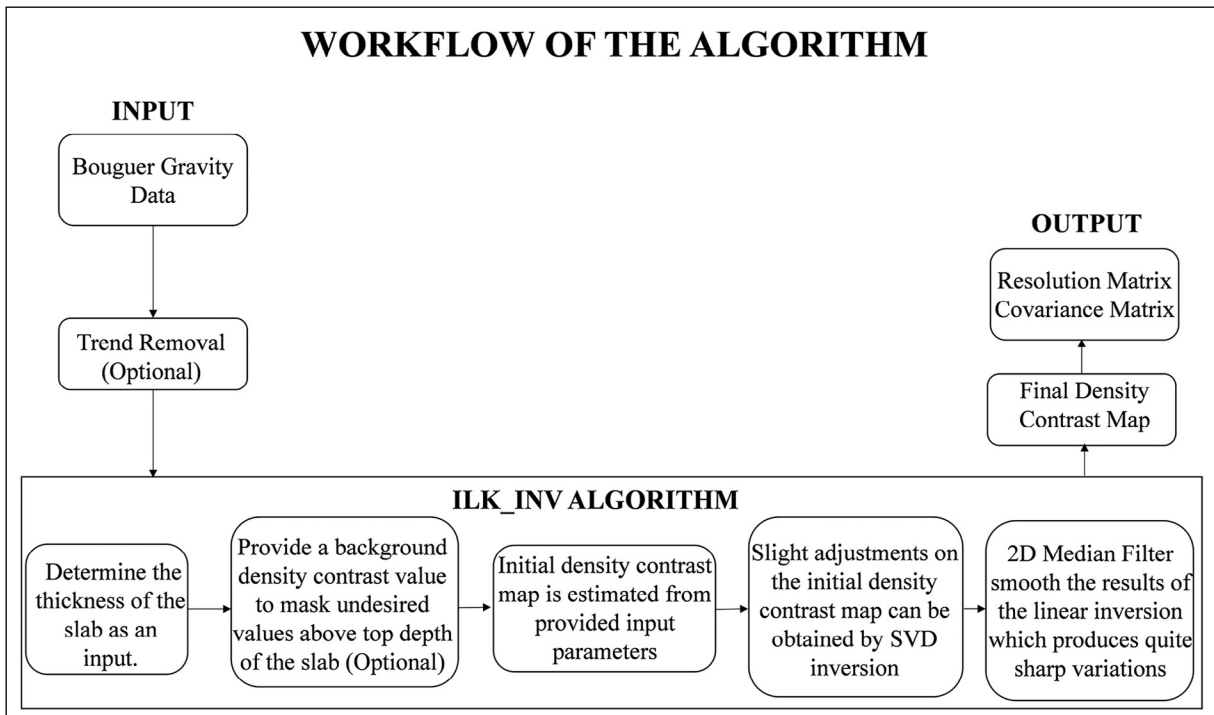 WORKFLOW OF THE ALGORITHM
INPUT
Bouguer Gravity
Data
Trend Removal
(Optional)
OUTPUT
Resolution Matrix
Covariance Matrix
Final Density
Contrast Map
ILK_INV ALGORITHM
Determine the
thickness of the
slab as an
input.
Provide a background
density contrast value
to mask undesired
values above top depth
of the slab (Optional)
Initial density contrast
map is estimated from
provided input
parameters
Slight adjustments on
the initial density
contrast map can be
obtained by SVD
inversion
2D Median Filter
smooth the results of
the linear inversion
which produces quite
sharp variations